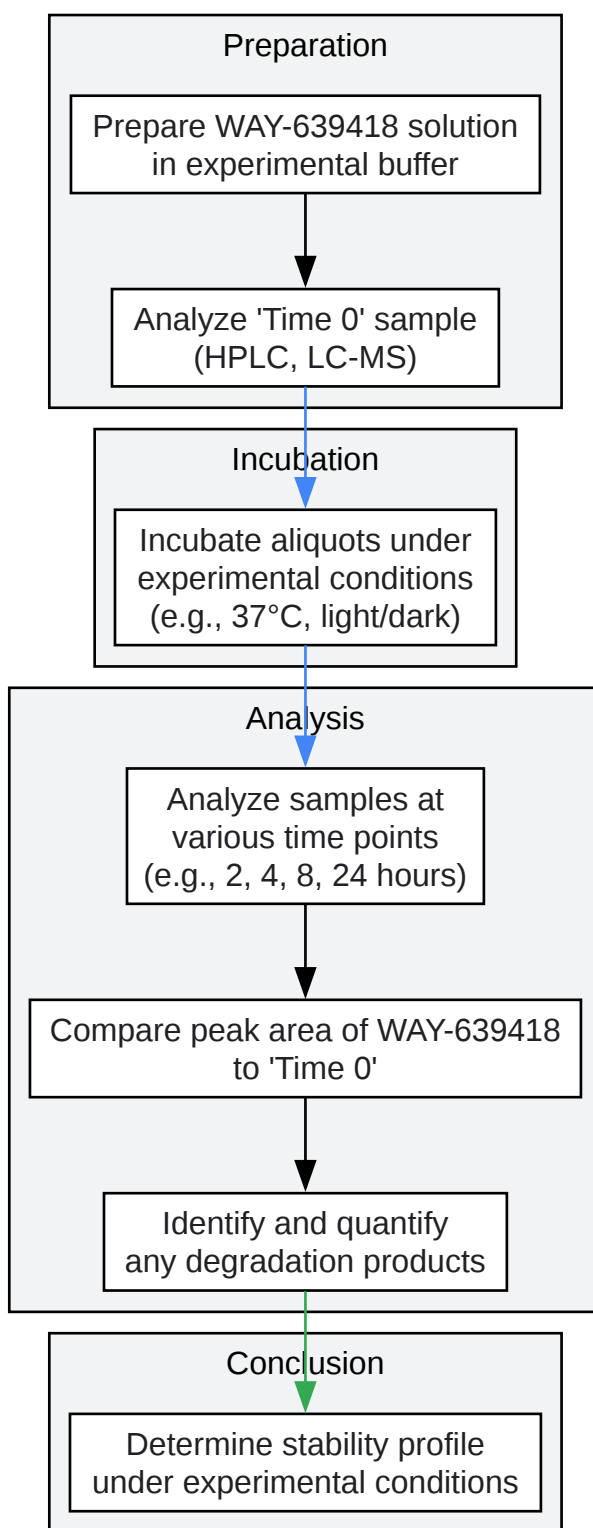 Preparation
Prepare WAY-639418 solution
in experimental buffer
Analyze 'Time 0' sample
(HPLC, LC-MS)
Incubation
Incubate aliquots under
experimental conditions
(e.g., 37°C, light/dark)
Analysis
Analyze samples at
various time points
(e.g., 2, 4, 8, 24 hours)
Compare peak area of WAY-639418
to 'Time 0'
Identify and quantify
any degradation products
Conclusion
Determine stability profile
under experimental conditions